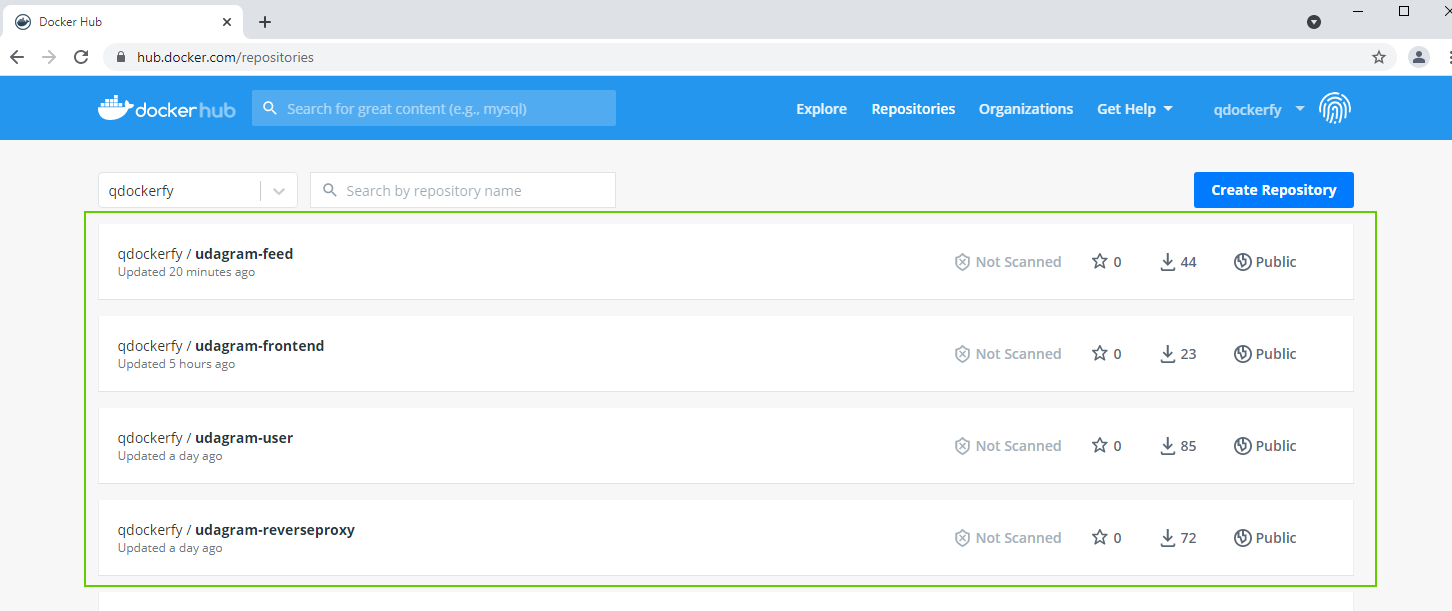 Docker Hub
hub.docker.com/repositories
dockerhub
Search for great content (e.g., mysql)
Explore
Repositories
Organizations
Get Help
qdockerfy
qdockerfy
Search by repository name
Create Repository
qdockerfy / udagram-feed
Updated 20 minutes ago
Not Scanned
0
44
Public
qdockerfy / udagram-frontend
Updated 5 hours ago
Not Scanned
0
23
Public
qdockerfy / udagram-user
Updated a day ago
Not Scanned
0
85
Public
qdockerfy / udagram-reverseproxy
Updated a day ago
Not Scanned
0
72
Public